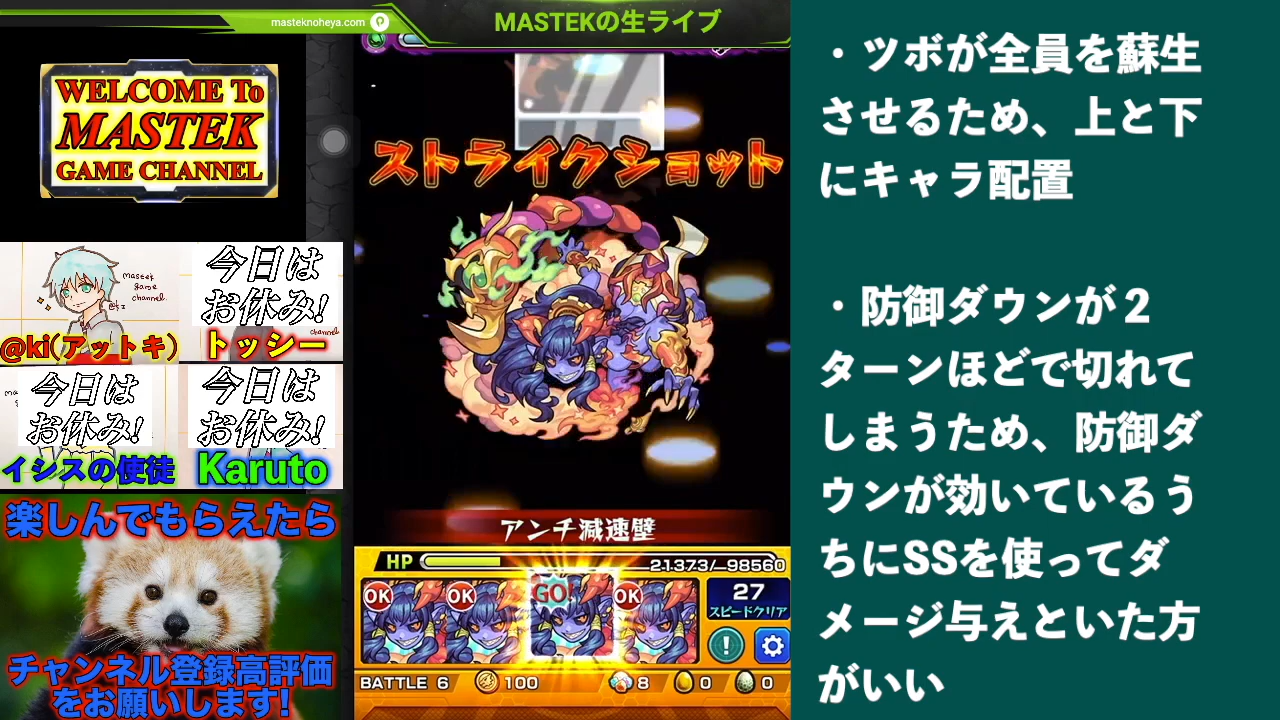 masteknoheya.com
MASTEKの生ライブ
WELCOME To
MASTEK
GAME CHANNEL
mastek
game
channel
@ki(アットキ)
今日は
お休み!
channel
トッシー
今日は
お休み!
イシスの使徒
今日は
お休み!
Karuto
楽しんでもらえたら
チャンネル登録高評価
をお願いします!
ストライクショット
アンチ減速壁
HP
21373/ 98560
OK
OK
GO!
OK
27
スピードクリア
BATTLE 6
100
8
0
0
・ツボが全員を蘇生
させるため、上と下
にキャラ配置
・防御ダウンが２
ターンほどで切れて
しまうため、防御ダ
ウンが効いているう
ちにSSを使ってダ
メージ与えといた方
がいい